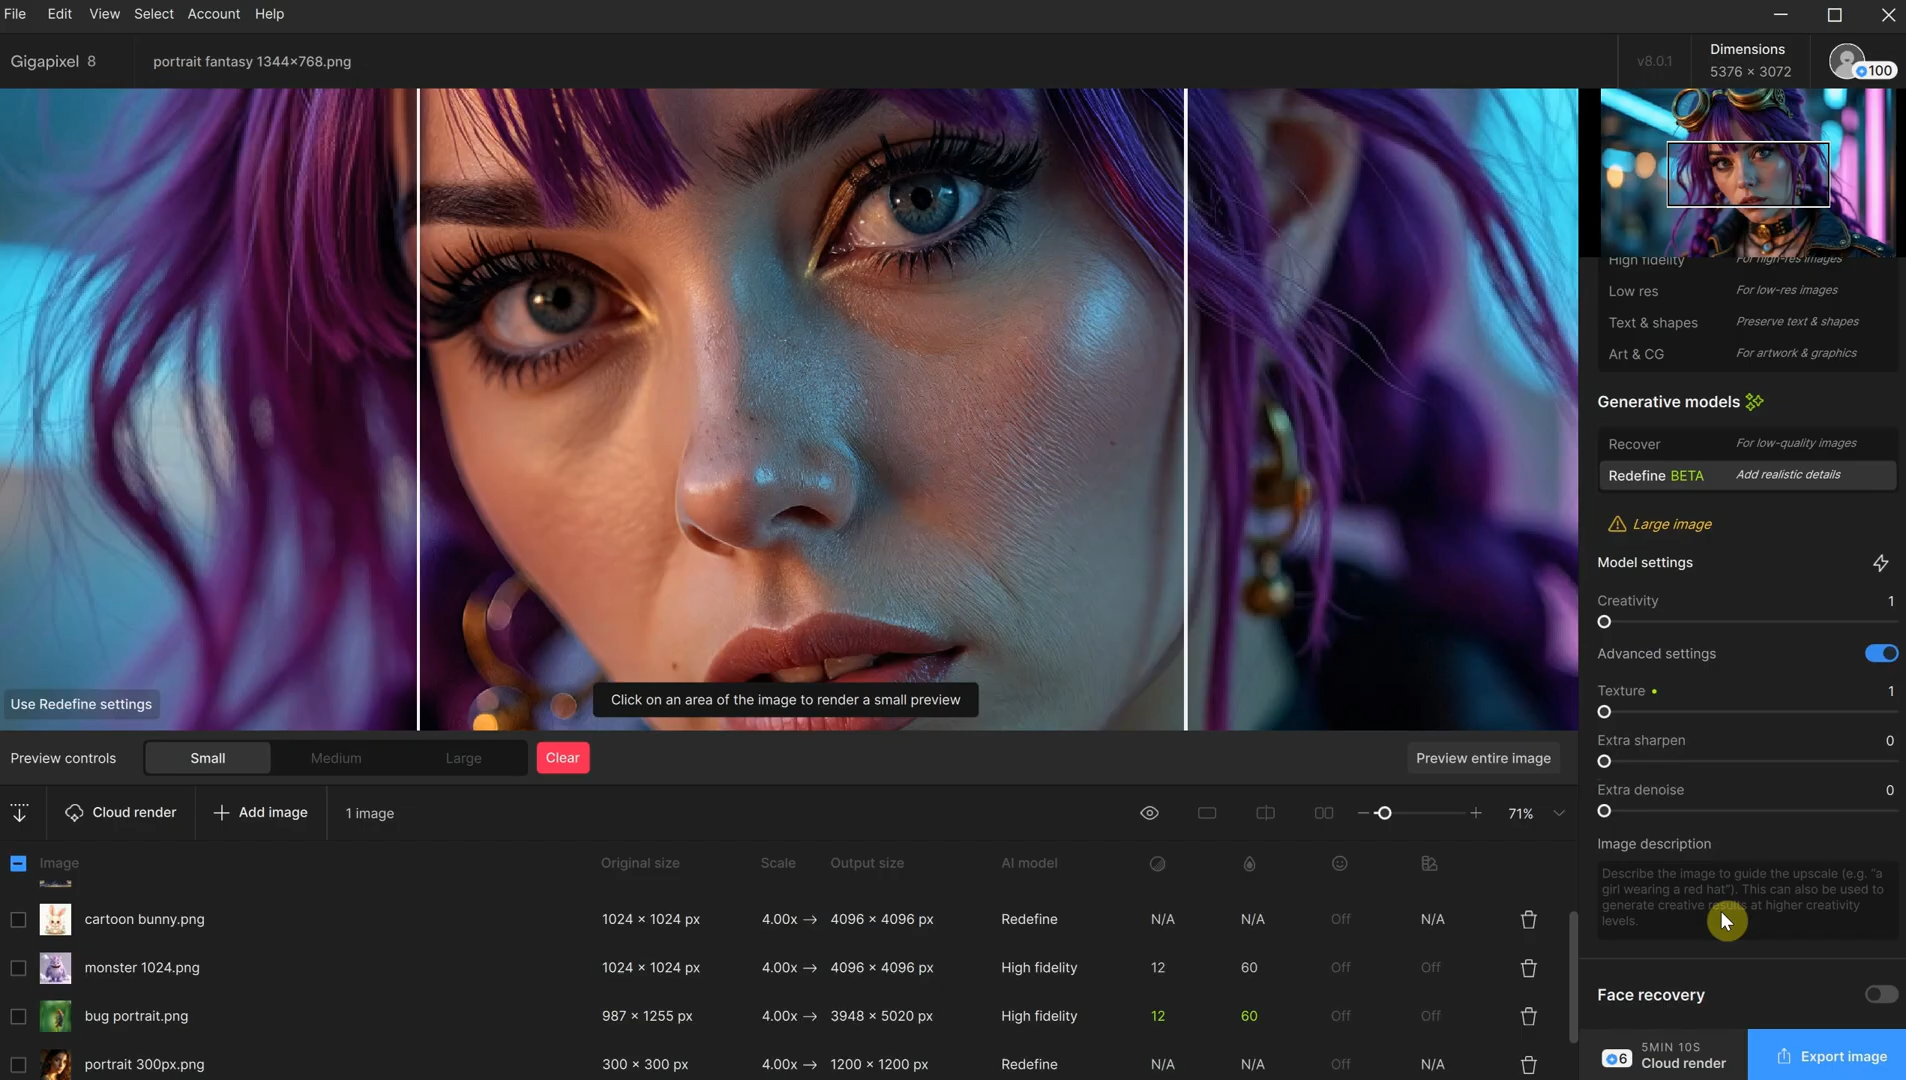 File Edit View Select Account Help
Gigapixel 8
portrait fantasy 1344×768.png
v8.0.1
Dimensions
5376 × 3072
100
High fidelity For high-res images
Low res For low-res images
Text & shapes Preserve text & shapes
Art & CG For artwork & graphics
Generative models
Recover For low-quality images
Redefine BETA Add realistic details
Large image
Model settings
Creativity 1
Advanced settings
Texture 1
Extra sharpen 0
Extra denoise 0
Image description
Describe the image to guide the upscale (e.g. "a
girl wearing a red hat"). This can also be used to
generate creative results at higher creativity
levels.
Face recovery
6
5MIN 10S
Cloud render
Export image
Use Redefine settings
Click on an area of the image to render a small preview
Preview controls Small Medium Large Clear Preview entire image
Cloud render Add image 1 image 71%
Image Original size Scale Output size AI model
cartoon bunny.png 1024 × 1024 px 4.00x → 4096 × 4096 px Redefine N/A N/A Off N/A
monster 1024.png 1024 × 1024 px 4.00x → 4096 × 4096 px High fidelity 12 60 Off Off
bug portrait.png 987 × 1255 px 4.00x → 3948 × 5020 px High fidelity 12 60 Off Off
portrait 300px.png 300 × 300 px 4.00x → 1200 × 1200 px Redefine N/A N/A Off N/A